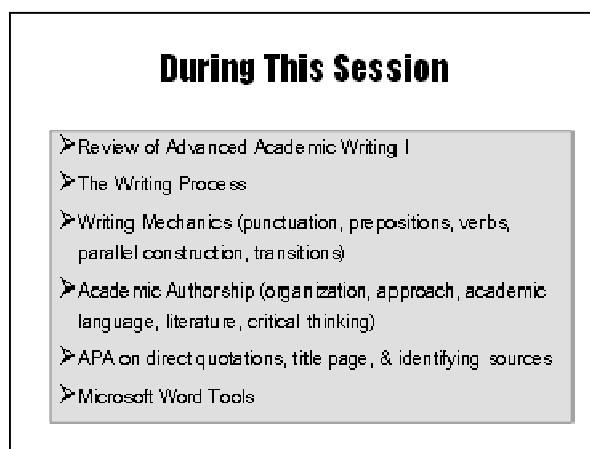 During This Session
➢Review of Advanced Academic Writing I
➢The Writing Process
➢Writing Mechanics (punctuation, prepositions, verbs,
parallel construction, transitions)
➢Academic Authorship (organization, approach, academic
language, literature, critical thinking)
➢APA on direct quotations, title page, & identifying sources
➢Microsoft Word Tools